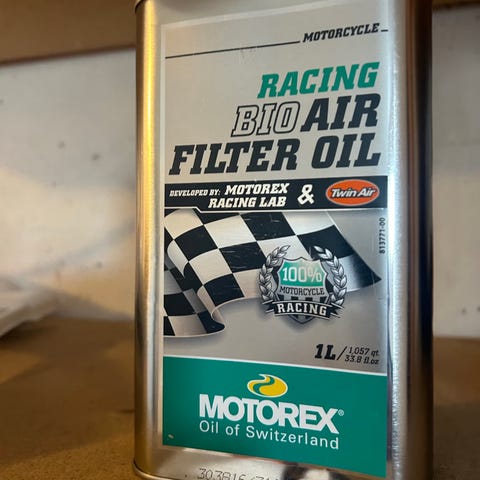 MOTORCYCLE
RACING
BIO AIR
FILTER OIL
DEVELOPED BY: MOTOREX
RACING LAB & Twin Air
813771-00
100%
MOTORCYCLE
RACING
1L / 1,057 qt
33.8 fl.oz
MOTOREX®
Oil of Switzerland